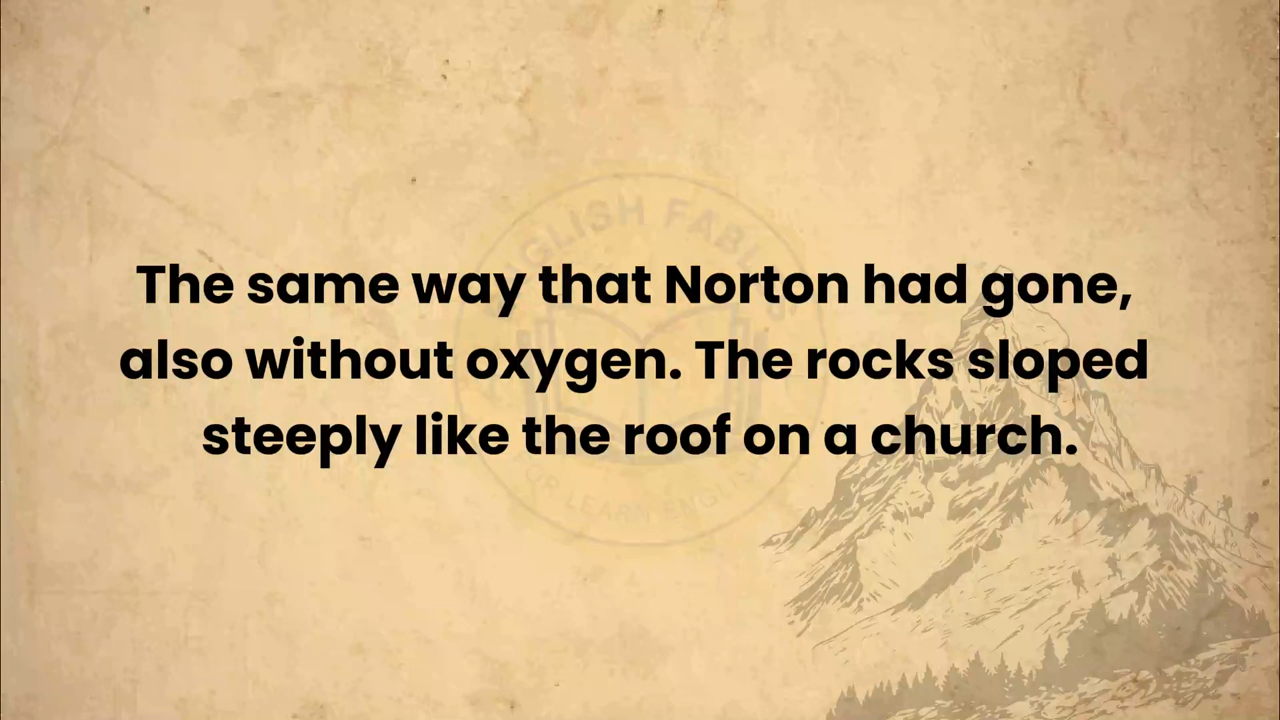 The same way that Norton had gone,
also without oxygen. The rocks sloped
steeply like the roof on a church.